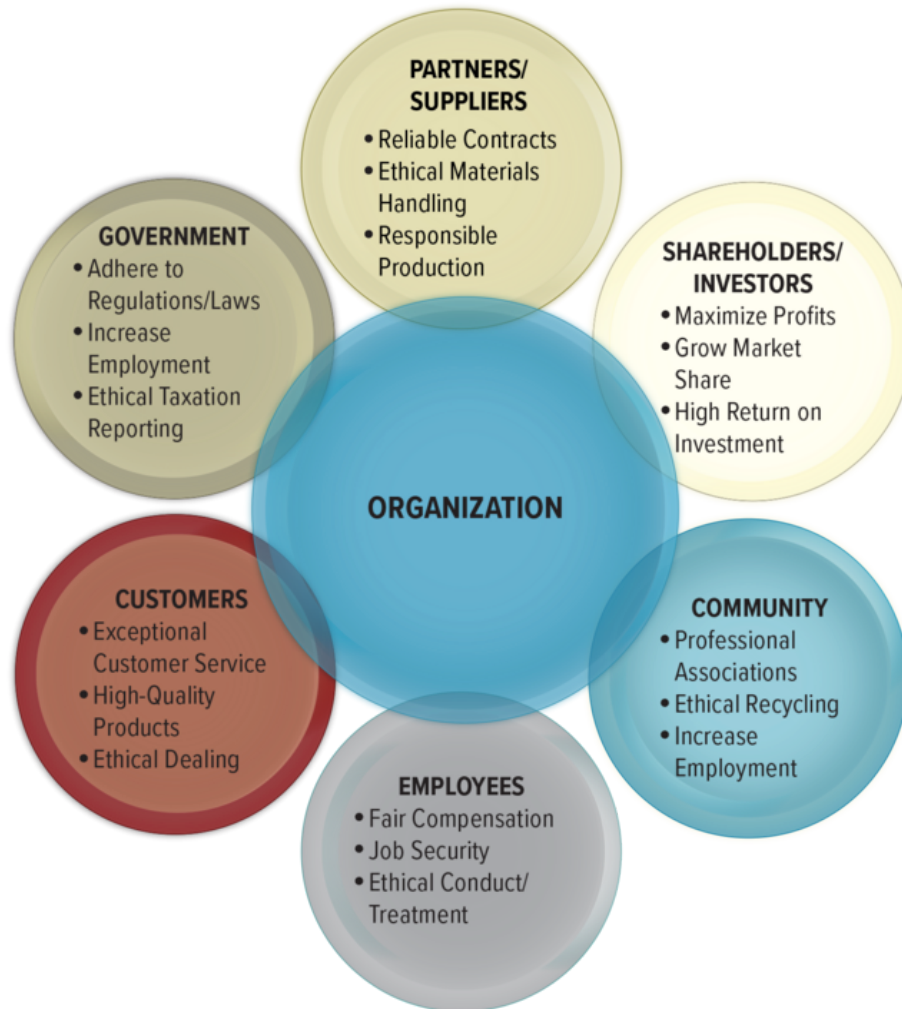 PARTNERS/
SUPPLIERS
• Reliable Contracts
• Ethical Materials
Handling
• Responsible
Production
GOVERNMENT
• Adhere to
Regulations/Laws
• Increase
Employment
• Ethical Taxation
Reporting
SHAREHOLDERS/
INVESTORS
• Maximize Profits
• Grow Market
Share
• High Return on
Investment
ORGANIZATION
CUSTOMERS
• Exceptional
Customer Service
• High-Quality
Products
• Ethical Dealing
COMMUNITY
• Professional
Associations
• Ethical Recycling
• Increase
Employment
EMPLOYEES
• Fair Compensation
• Job Security
• Ethical Conduct/
Treatment